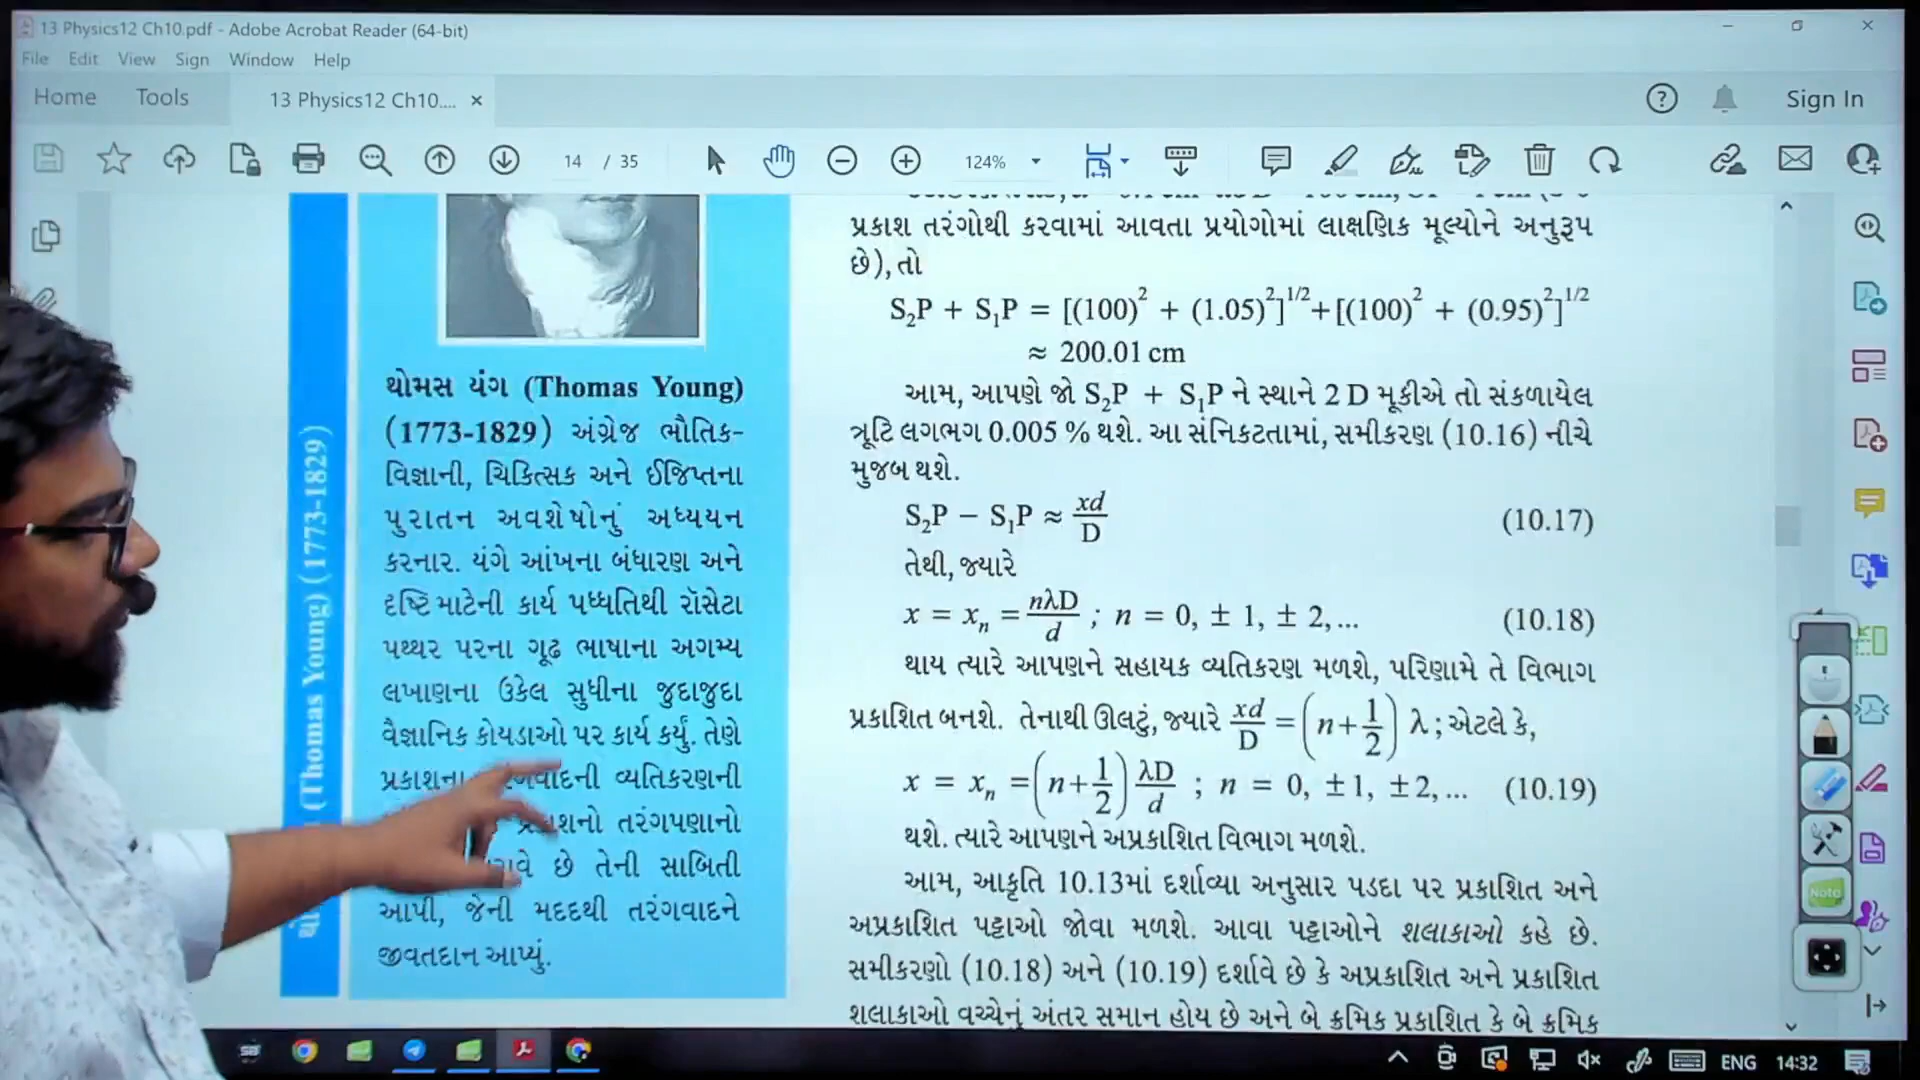 13 Physics12 Ch10.pdf - Adobe Acrobat Reader (64-bit)
File Edit View Sign Window Help
Home Tools 13 Physics12 Ch10.... × Sign In
14 / 35 124%
પ્રકાશ તરંગોથી કરવામાં આવતા પ્રયોગોમાં લાક્ષણિક મૂલ્યોને અનુરૂપ
છે), તો
S₂P + S₁P = [(100)² + (1.05)²]^1/2 + [(100)² + (0.95)²]^1/2
≈ 200.01 cm
આમ, આપણે જો S₂P + S₁P ને સ્થાને 2 D મૂકીએ તો સંકળાયેલ
ત્રૂટિ લગભગ 0.005 % થશે. આ સંનિકટતામાં, સમીકરણ (10.16) નીચે
મુજબ થશે.
S₂P − S₁P ≈ xd/D (10.17)
તેથી, જ્યારે
x = xₙ = nλD/d ; n = 0, ± 1, ± 2,... (10.18)
થાય ત્યારે આપણને સહાયક વ્યતિકરણ મળશે, પરિણામે તે વિભાગ
પ્રકાશિત બનશે. તેનાથી ઊલટું, જ્યારે xd/D = (n+1/2) λ ; એટલે કે,
x = xₙ = (n+1/2) λD/d ; n = 0, ±1, ±2,... (10.19)
થશે. ત્યારે આપણને અપ્રકાશિત વિભાગ મળશે.
આમ, આકૃતિ 10.13માં દર્શાવ્યા અનુસાર પડદા પર પ્રકાશિત અને
અપ્રકાશિત પટ્ટાઓ જોવા મળશે. આવા પટ્ટાઓને શલાકાઓ કહે છે.
સમીકરણો (10.18) અને (10.19) દર્શાવે છે કે અપ્રકાશિત અને પ્રકાશિત
શલાકાઓ વચ્ચેનું અંતર સમાન હોય છે અને બે ક્રમિક પ્રકાશિત કે બે ક્રમિક
(Thomas Young) (1773-1829)
થોમસ યંગ (Thomas Young)
(1773-1829) અંગ્રેજ ભૌતિક-
વિજ્ઞાની, ચિકિત્સક અને ઈજિપ્તના
પુરાતન અવશેષોનું અધ્યયન
કરનાર. યંગે આંખના બંધારણ અને
દૃષ્ટિ માટેની કાર્ય પધ્ધતિથી રૉસેટા
પથ્થર પરના ગૂઢ ભાષાના અગમ્ય
લખાણના ઉકેલ સુધીના જુદાજુદા
વૈજ્ઞાનિક કોયડાઓ પર કાર્ય કર્યું. તેણે
પ્રકાશના વ્યતિકરણની
તરંગપણાનો
છે તેની સાબિતી
આપી, જેની મદદથી તરંગવાદને
જીવતદાન આપ્યું.
Note
ENG 14:32